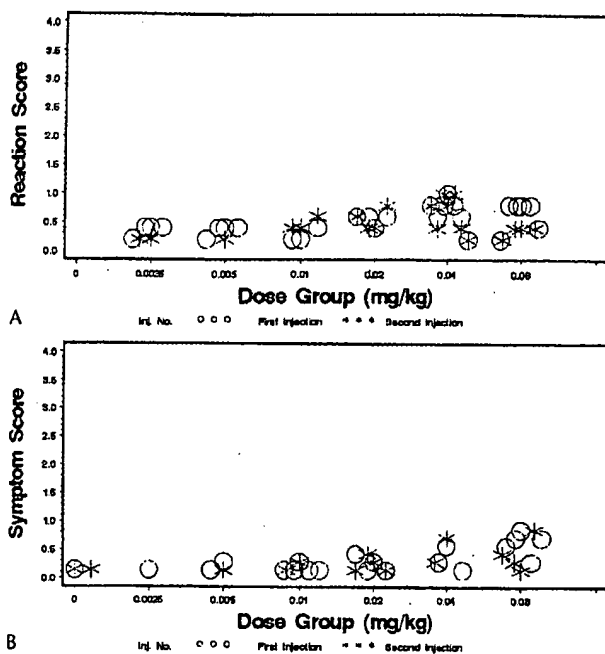 4.0
3.5
3.0
2.5
2.0
1.5
1.0
0.5
0.0
Reaction Score
0 0.0025 0.005 0.01 0.02 0.04 0.08
Dose Group (mg/kg)
A
Inj. No. First Injection Second Injection
4.0
3.5
3.0
2.5
2.0
1.5
1.0
0.5
0.0
Symptom Score
0 0.0025 0.005 0.01 0.02 0.04 0.08
Dose Group (mg/kg)
B
Inj. No. First Injection Second Injection